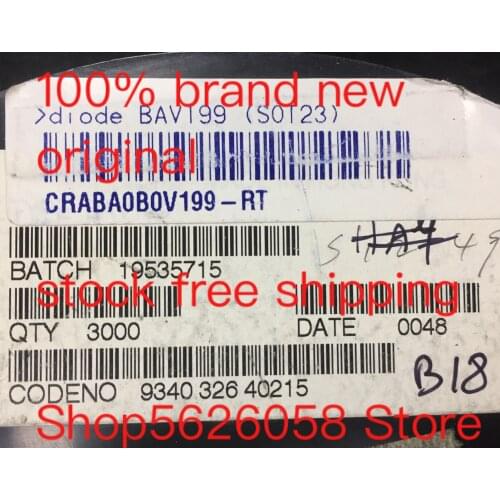 100% brand new
>diode BAV199 (SOT23)
original
CRABA0B0V199-RT
BATCH 19535715
stock free shipping
QTY 3000
DATE 0048
CODENO 9340 326 40215
B18
Shop5626058 Store